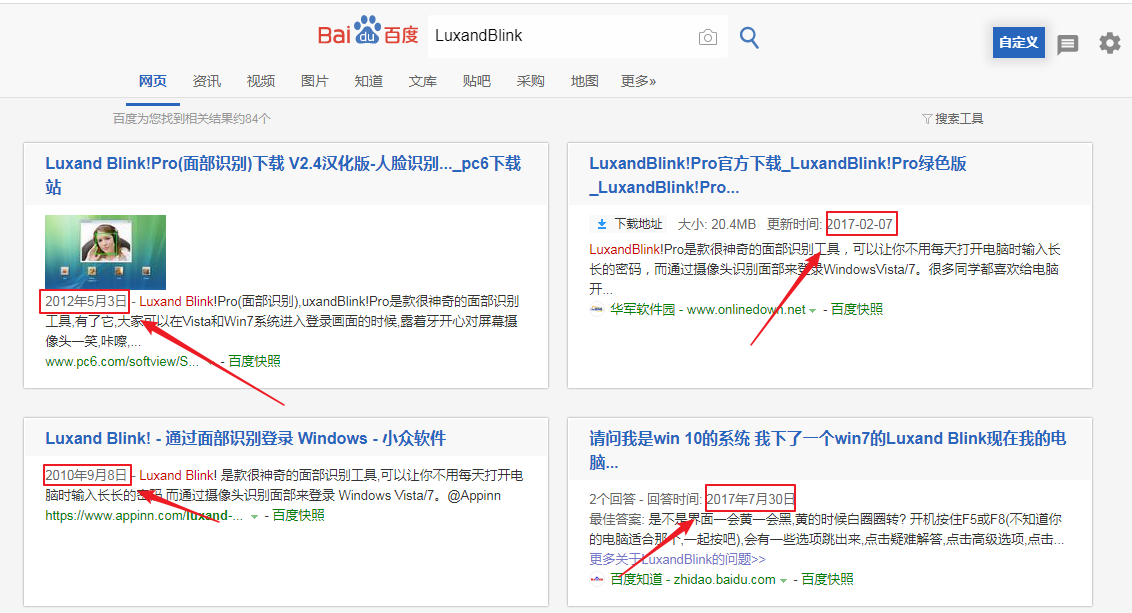 Bai du 百度 LuxandBlink 自定义
网页 资讯 视频 图片 知道 文库 贴吧 采购 地图 更多»
百度为您找到相关结果约84个 搜索工具
Luxand Blink!Pro(面部识别)下载 V2.4汉化版-人脸识别..._pc6下载
站
2012年5月3日 - Luxand Blink!Pro(面部识别),uxandBlink!Pro是款很神奇的面部识别
工具,有了它,大家可以在Vista和Win7系统进入登录画面的时候,露着牙开心对屏幕摄
像头一笑,咔嚓,...
www.pc6.com/softview/S... - 百度快照
LuxandBlink!Pro官方下载_LuxandBlink!Pro绿色版
_LuxandBlink!Pro...
下载地址 大小: 20.4MB 更新时间: 2017-02-07
LuxandBlink!Pro是款很神奇的面部识别工具，可以让你不用每天打开电脑时输入长
长的密码，而通过摄像头识别面部来登录WindowsVista/7。很多同学都喜欢给电脑
开...
华军软件园 - www.onlinedown.net - 百度快照
Luxand Blink! - 通过面部识别登录 Windows - 小众软件
2010年9月8日 - Luxand Blink! 是款很神奇的面部识别工具,可以让你不用每天打开电
脑时输入长长的密码,而通过摄像头识别面部来登录 Windows Vista/7。@Appinn
https://www.appinn.com/luxand-... - 百度快照
请问我是win 10的系统 我下了一个win7的Luxand Blink现在我的电
脑...
2个回答 - 回答时间: 2017年7月30日
最佳答案: 是不是界面一会黄一会黑,黄的时候白圈圈转? 开机按住F5或F8(不知道你
的电脑适合那个,一起按吧),会有一些选项跳出来,点击疑难解答,点击高级选项,点击...
更多关于LuxandBlink的问题>>
百度知道 - zhidao.baidu.com - 百度快照